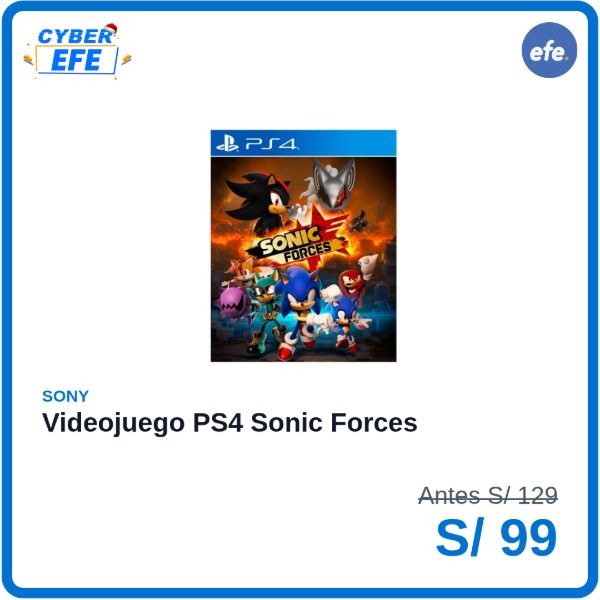 CYBER
EFE
efe.
PS4
SONIC
FORCES
SONY
Videojuego PS4 Sonic Forces
Antes S/ 129
S/ 99